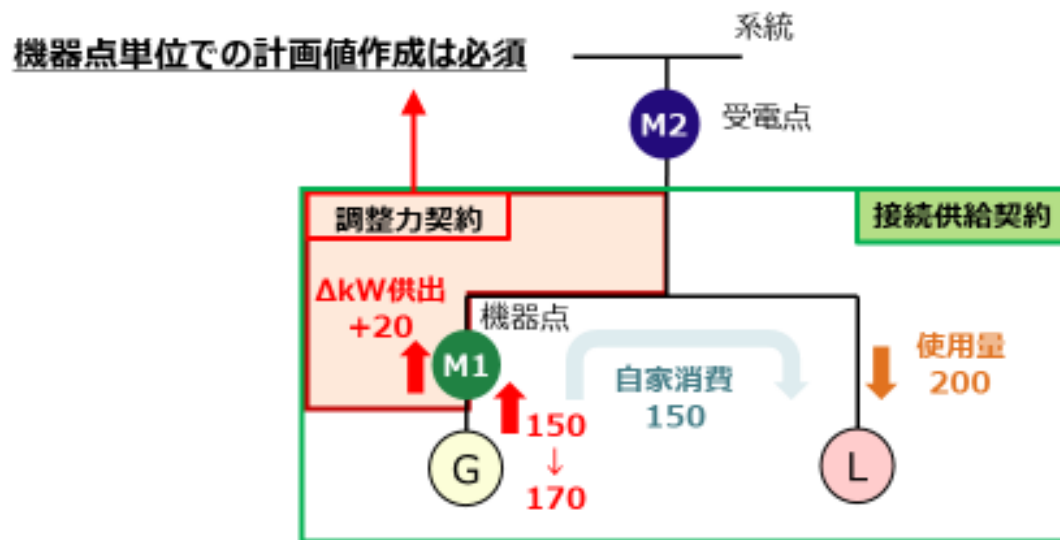 系統
機器点単位での計画値作成は必須
M2
受電点
調整力契約
接続供給契約
ΔkW供出
+20
機器点
M1
自家消費
150
使用量
200
150
↓
170
G
L